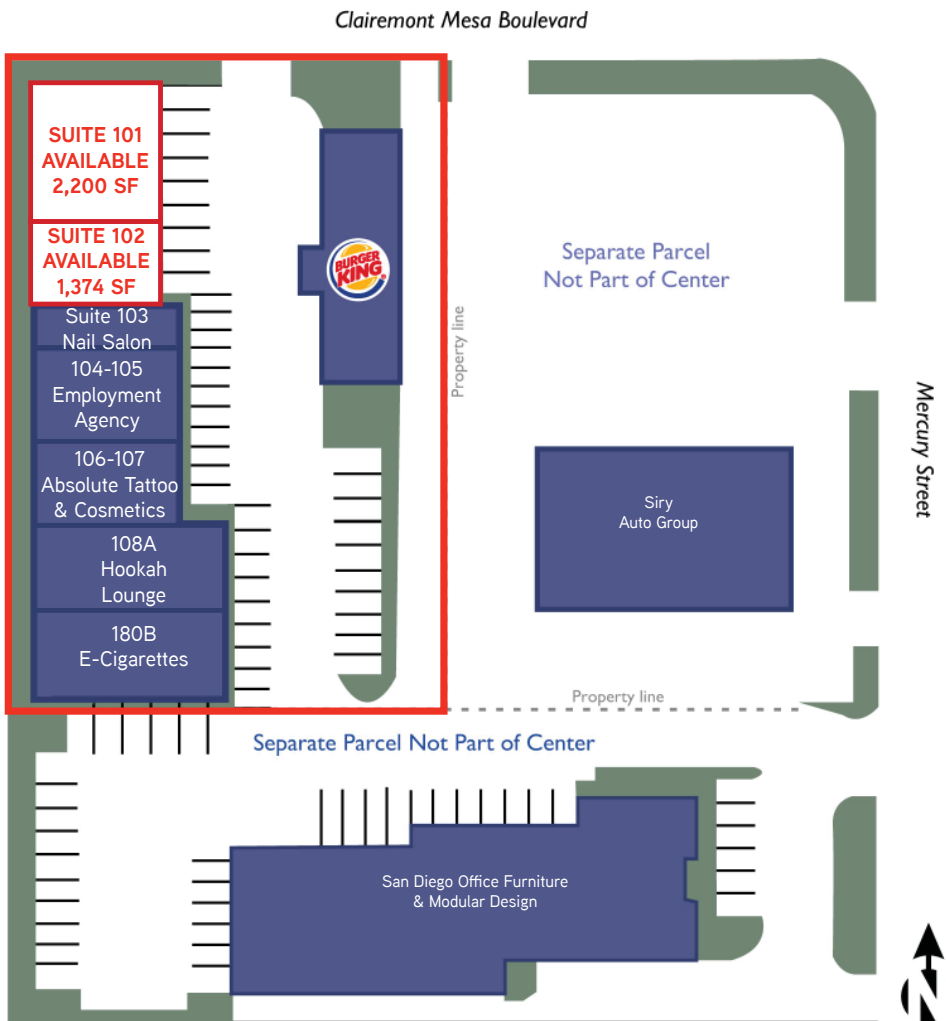 Clairemont Mesa Boulevard
SUITE 101
AVAILABLE
2,200 SF
SUITE 102
AVAILABLE
1,374 SF
Suite 103
Nail Salon
104-105
Employment
Agency
106-107
Absolute Tattoo
& Cosmetics
108A
Hookah
Lounge
180B
E-Cigarettes
BURGER
KING
®
Property line
Separate Parcel
Not Part of Center
Mercury Street
Siry
Auto Group
Property line
Separate Parcel Not Part of Center
San Diego Office Furniture
& Modular Design
N